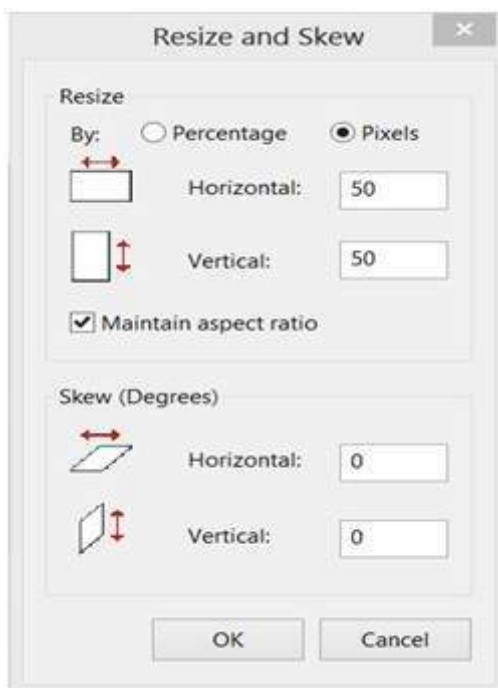 Resize and Skew
Resize
By: Percentage Pixels
Horizontal: 50
Vertical: 50
Maintain aspect ratio
Skew (Degrees)
Horizontal: 0
Vertical: 0
OK Cancel